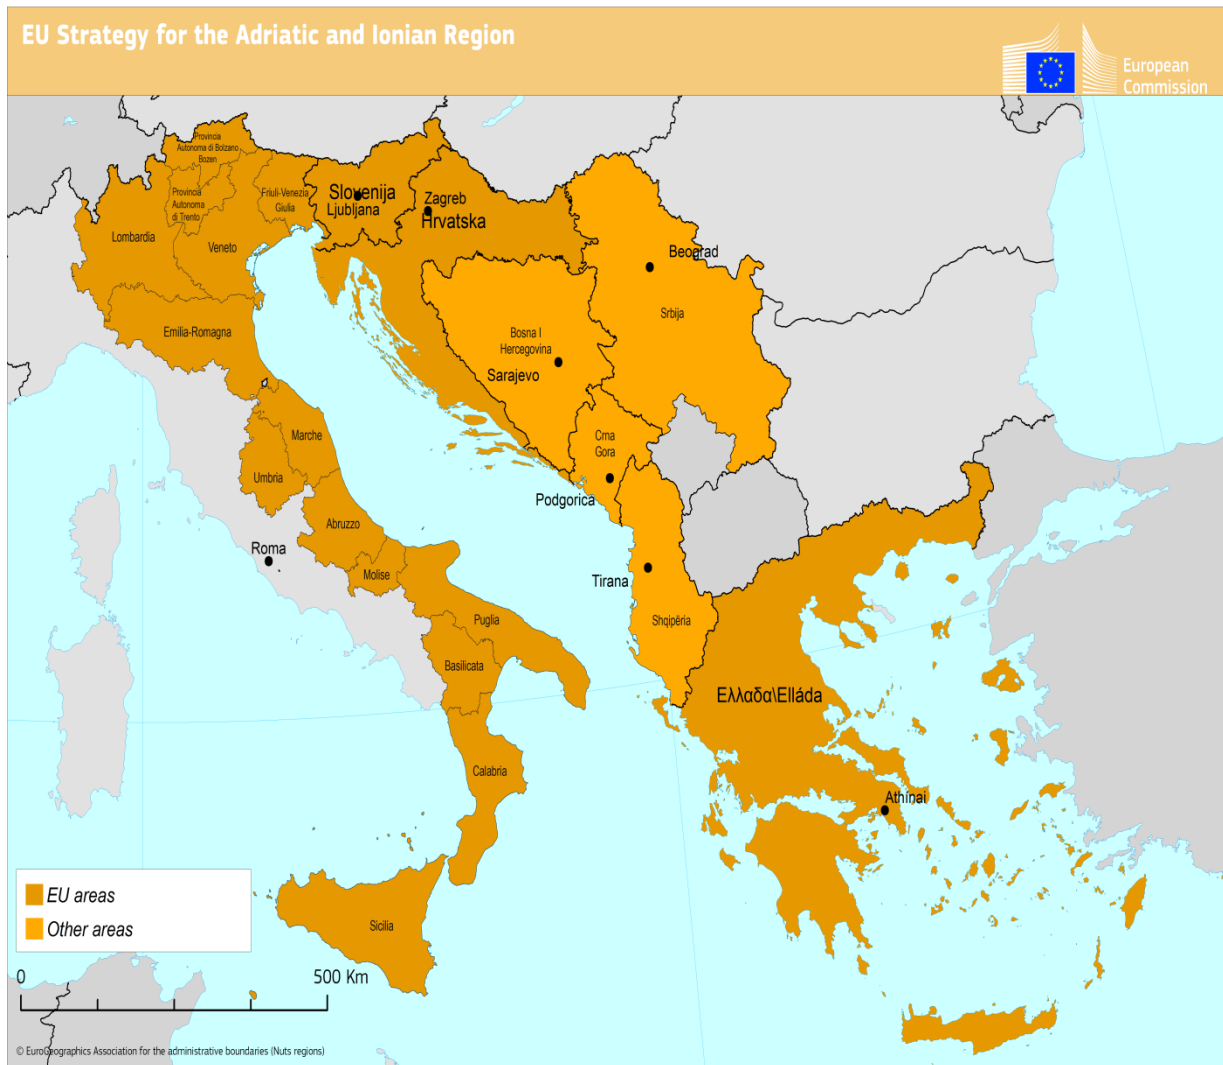 EU Strategy for the Adriatic and Ionian Region
European
Commission
Provincia
Autonoma di Bolzano
Bozen
Provincia
Autonoma
di Trento
Friuli-Venezia
Giulia
Slovenija
Ljubljana
Zagreb
Hrvatska
Lombardia
Veneto
Beograd
Emilia-Romagna
Bosna I
Hercegovina
Srbija
Sarajevo
Marche
Crna
Gora
Umbria
Podgorica
Abruzzo
Roma
Molise
Tirana
Puglia
Shqipëria
Basilicata
Ελλαδα\Elláda
Calabria
Athínai
EU areas
Other areas
Sicilia
0 500 Km
© EuroGeographics Association for the administrative boundaries (Nuts regions)